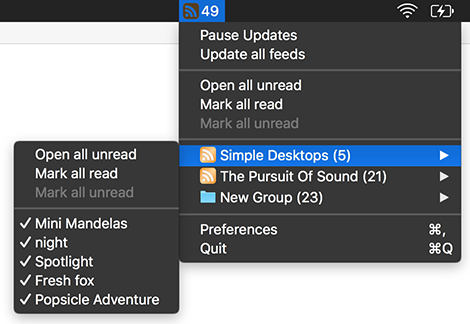 49
Pause Updates
Update all feeds
Open all unread
Mark all read
Mark all unread
Simple Desktops (5)
The Pursuit Of Sound (21)
New Group (23)
Preferences ⌘,
Quit ⌘Q
Open all unread
Mark all read
Mark all unread
✓ Mini Mandelas
✓ night
✓ Spotlight
✓ Fresh fox
✓ Popsicle Adventure